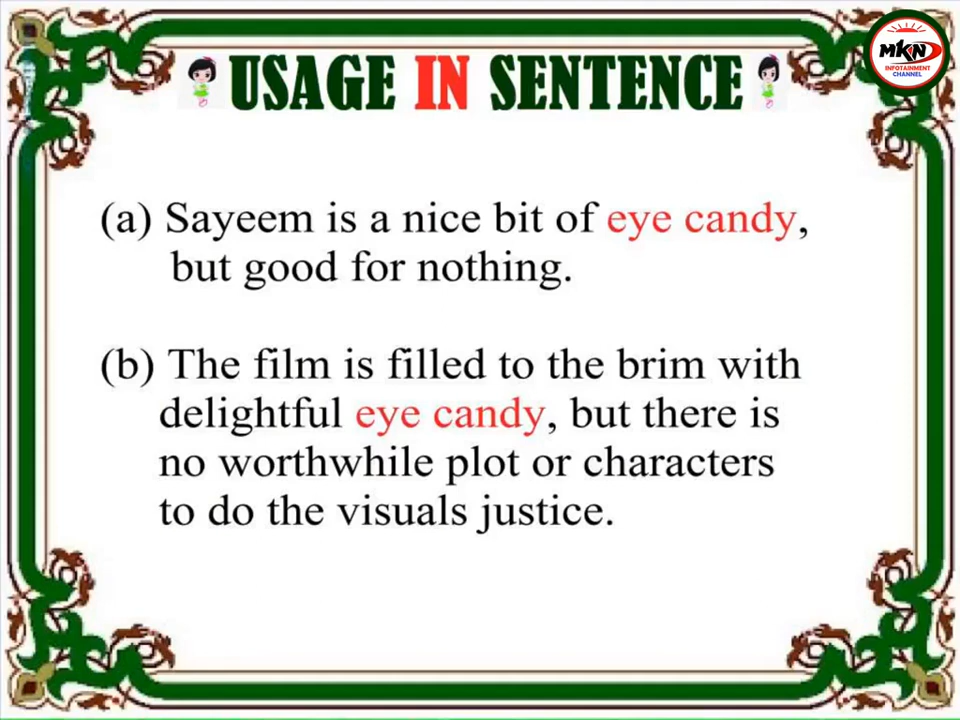 USAGE IN SENTENCE
MKN
INFOTAINMENT
CHANNEL
(a) Sayeem is a nice bit of eye candy,
but good for nothing.
(b) The film is filled to the brim with
delightful eye candy, but there is
no worthwhile plot or characters
to do the visuals justice.